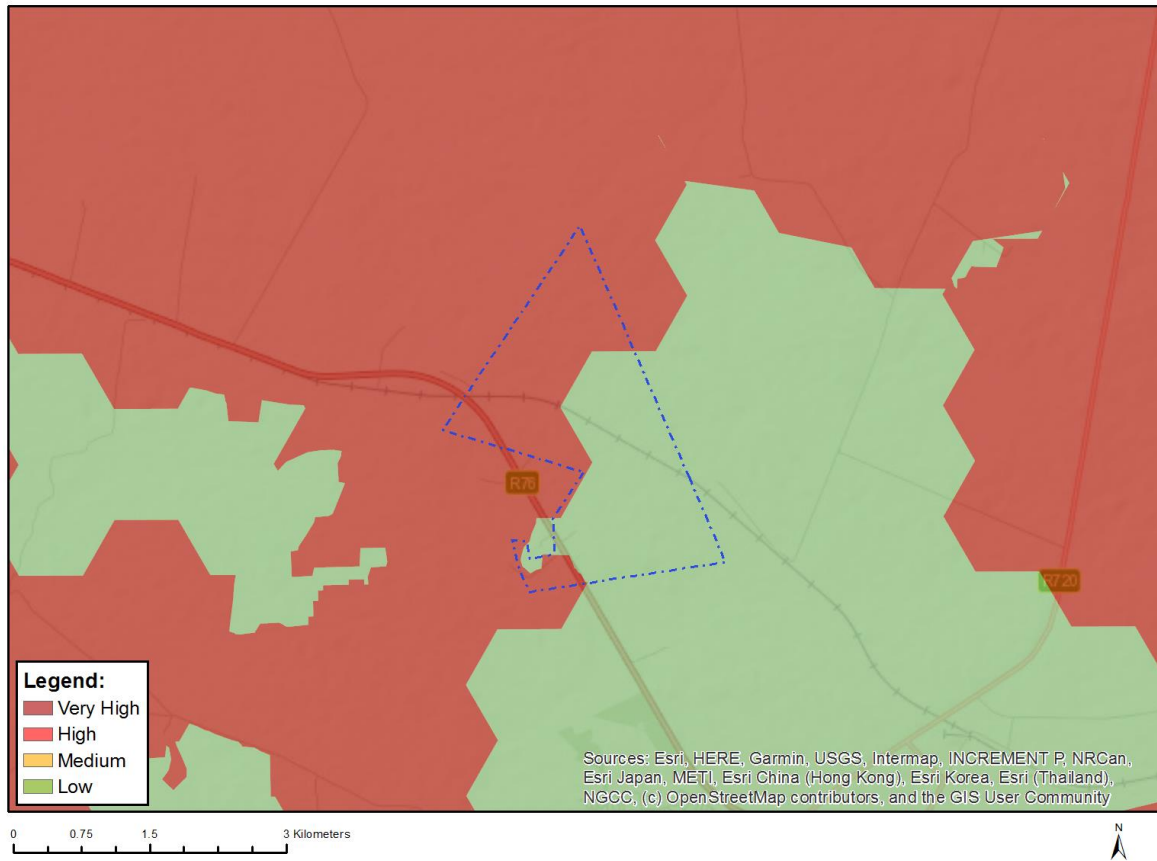 R76
R720
Legend:
Very High
High
Medium
Low
Sources: Esri, HERE, Garmin, USGS, Intermap, INCREMENT P, NRCan,
Esri Japan, METI, Esri China (Hong Kong), Esri Korea, Esri (Thailand),
NGCC, (c) OpenStreetMap contributors, and the GIS User Community
0 0.75 1.5 3 Kilometers
N